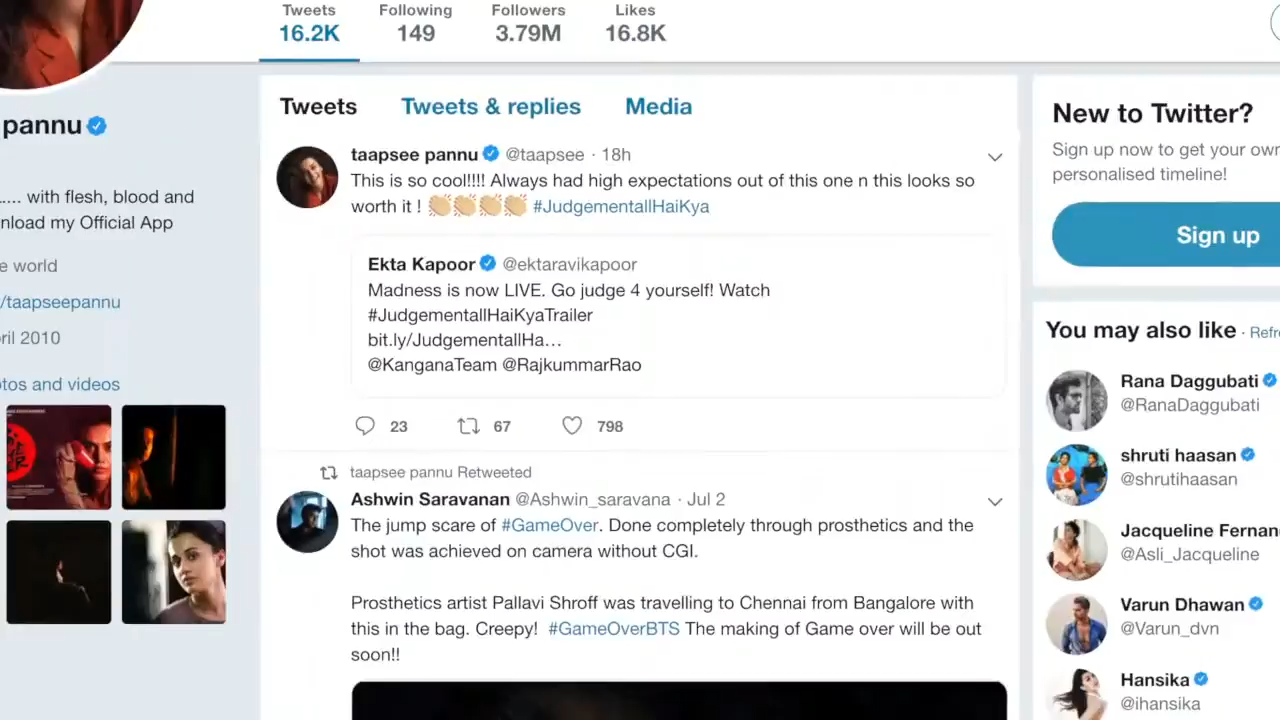 Tweets
16.2K
Following
149
Followers
3.79M
Likes
16.8K
pannu
..... with flesh, blood and
nload my Official App
e world
/taapseepannu
ril 2010
tos and videos
Tweets
Tweets & replies
Media
taapsee pannu @taapsee · 18h
This is so cool!!!! Always had high expectations out of this one n this looks so
worth it ! 👏👏👏👏 #JudgementallHaiKya
Ekta Kapoor @ektaravikapoor
Madness is now LIVE. Go judge 4 yourself! Watch
#JudgementallHaiKyaTrailer
bit.ly/JudgementallHa…
@KanganaTeam @RajkummarRao
23
67
798
taapsee pannu Retweeted
Ashwin Saravanan @Ashwin_saravana · Jul 2
The jump scare of #GameOver. Done completely through prosthetics and the
shot was achieved on camera without CGI.
Prosthetics artist Pallavi Shroff was travelling to Chennai from Bangalore with
this in the bag. Creepy! #GameOverBTS The making of Game over will be out
soon!!
New to Twitter?
Sign up now to get your own
personalised timeline!
Sign up
You may also like · Refre
Rana Daggubati
@RanaDaggubati
shruti haasan
@shrutihaasan
Jacqueline Fernan
@Asli_Jacqueline
Varun Dhawan
@Varun_dvn
Hansika
@ihansika